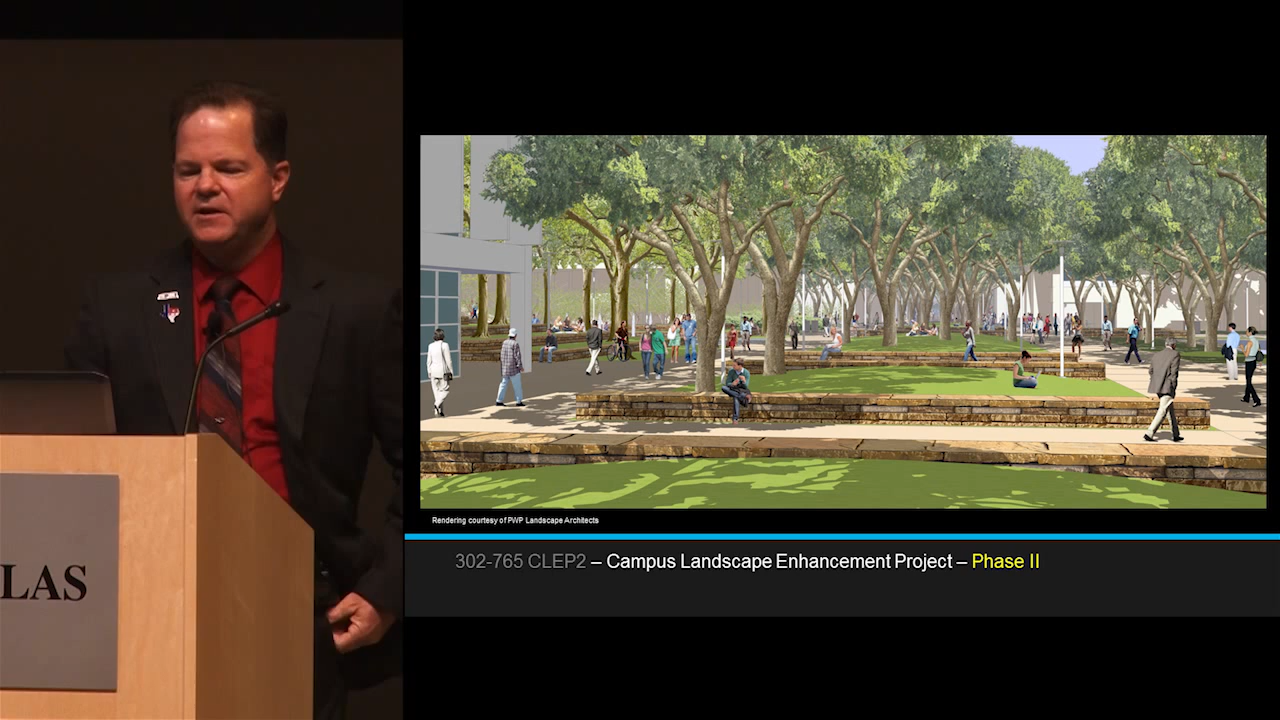 LAS
Rendering courtesy of PWP Landscape Architects
302-765 CLEP2 – Campus Landscape Enhancement Project – Phase II